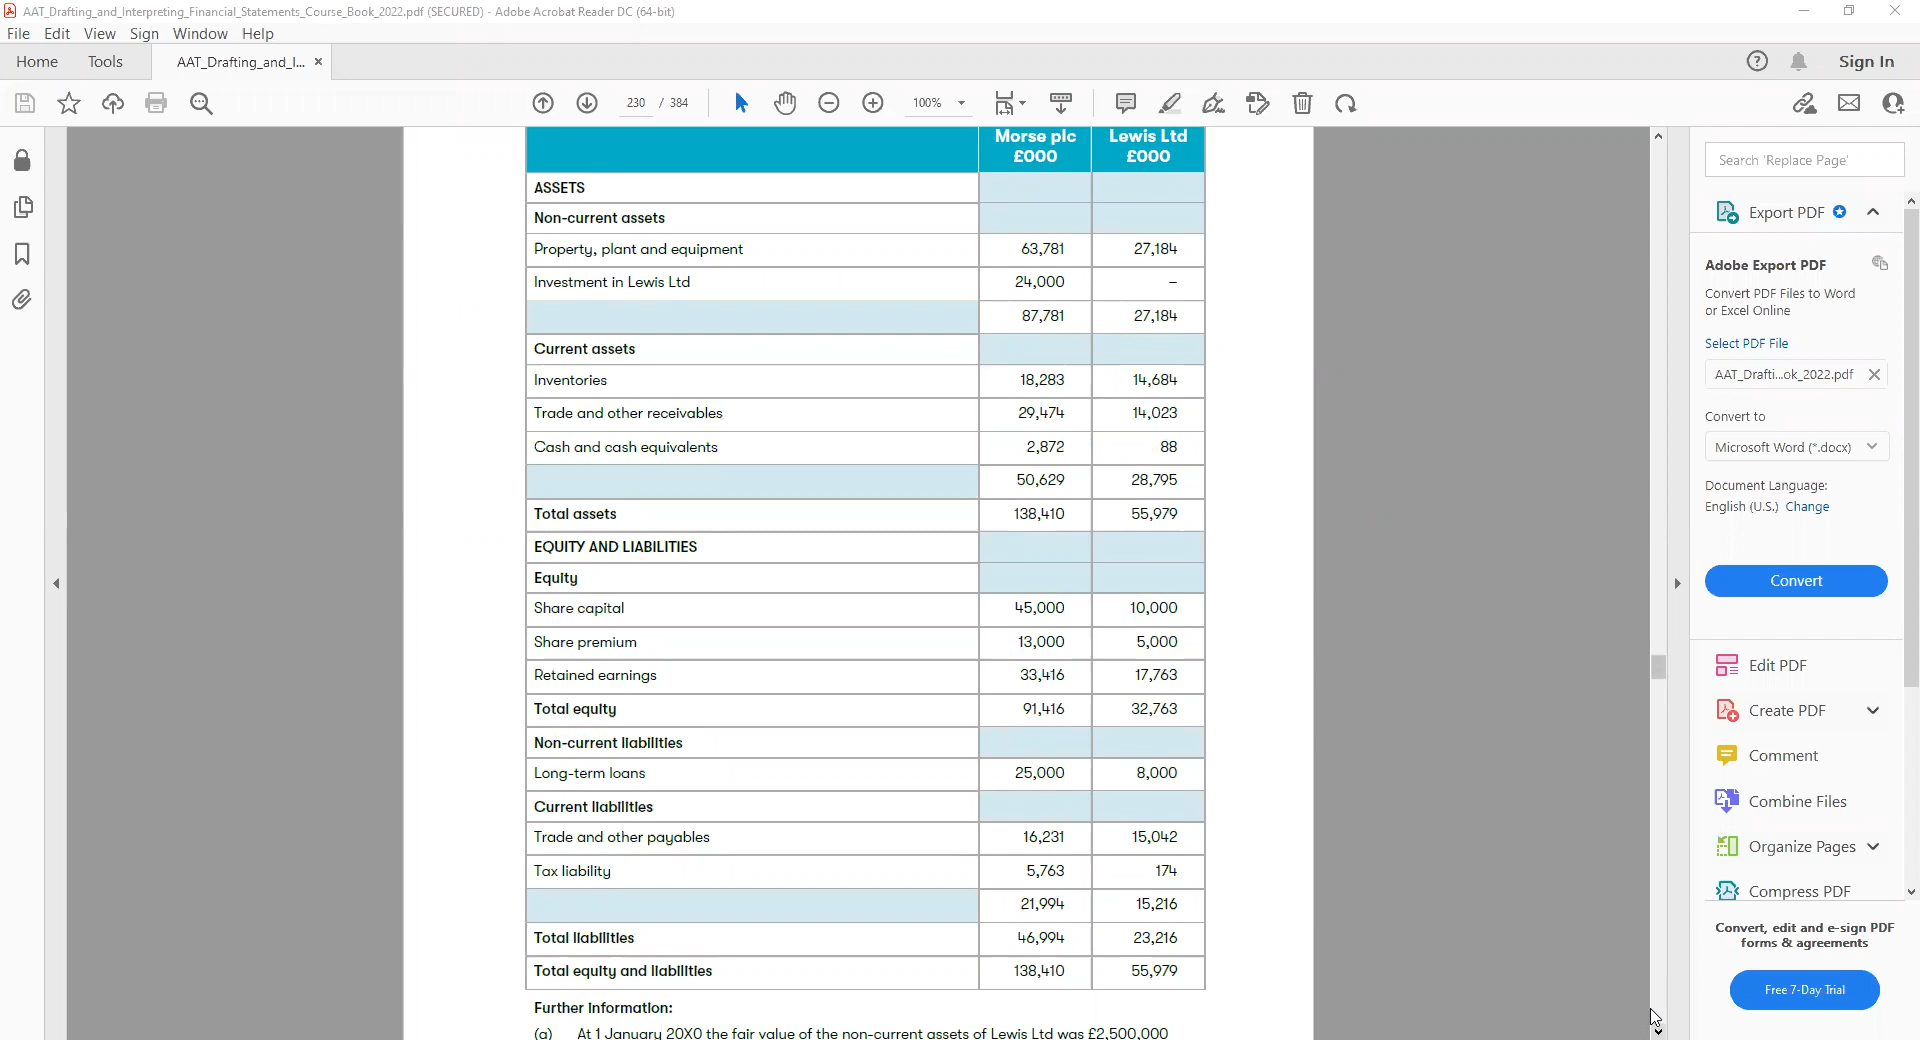 AAT_Drafting_and_Interpreting_Financial_Statements_Course_Book_2022.pdf (SECURED) - Adobe Acrobat Reader DC (64-bit)
File Edit View Sign Window Help
Home Tools AAT_Drafting_and_I... × Sign In
230 / 384 100%
Morse plc Lewis Ltd
£000 £000
ASSETS
Non-current assets
Property, plant and equipment 63,781 27,184
Investment in Lewis Ltd 24,000 –
87,781 27,184
Current assets
Inventories 18,283 14,684
Trade and other receivables 29,474 14,023
Cash and cash equivalents 2,872 88
50,629 28,795
Total assets 138,410 55,979
EQUITY AND LIABILITIES
Equity
Share capital 45,000 10,000
Share premium 13,000 5,000
Retained earnings 33,416 17,763
Total equity 91,416 32,763
Non-current liabilities
Long-term loans 25,000 8,000
Current liabilities
Trade and other payables 16,231 15,042
Tax liability 5,763 174
21,994 15,216
Total liabilities 46,994 23,216
Total equity and liabilities 138,410 55,979
Further information:
(a) At 1 January 20X0 the fair value of the non-current assets of Lewis Ltd was £2,500,000
Search 'Replace Page'
Export PDF
Adobe Export PDF
Convert PDF Files to Word
or Excel Online
Select PDF File
AAT_Drafti...ok_2022.pdf
Convert to
Microsoft Word (*.docx)
Document Language:
English (U.S.) Change
Convert
Edit PDF
Create PDF
Comment
Combine Files
Organize Pages
Compress PDF
Convert, edit and e-sign PDF
forms & agreements
Free 7-Day Trial